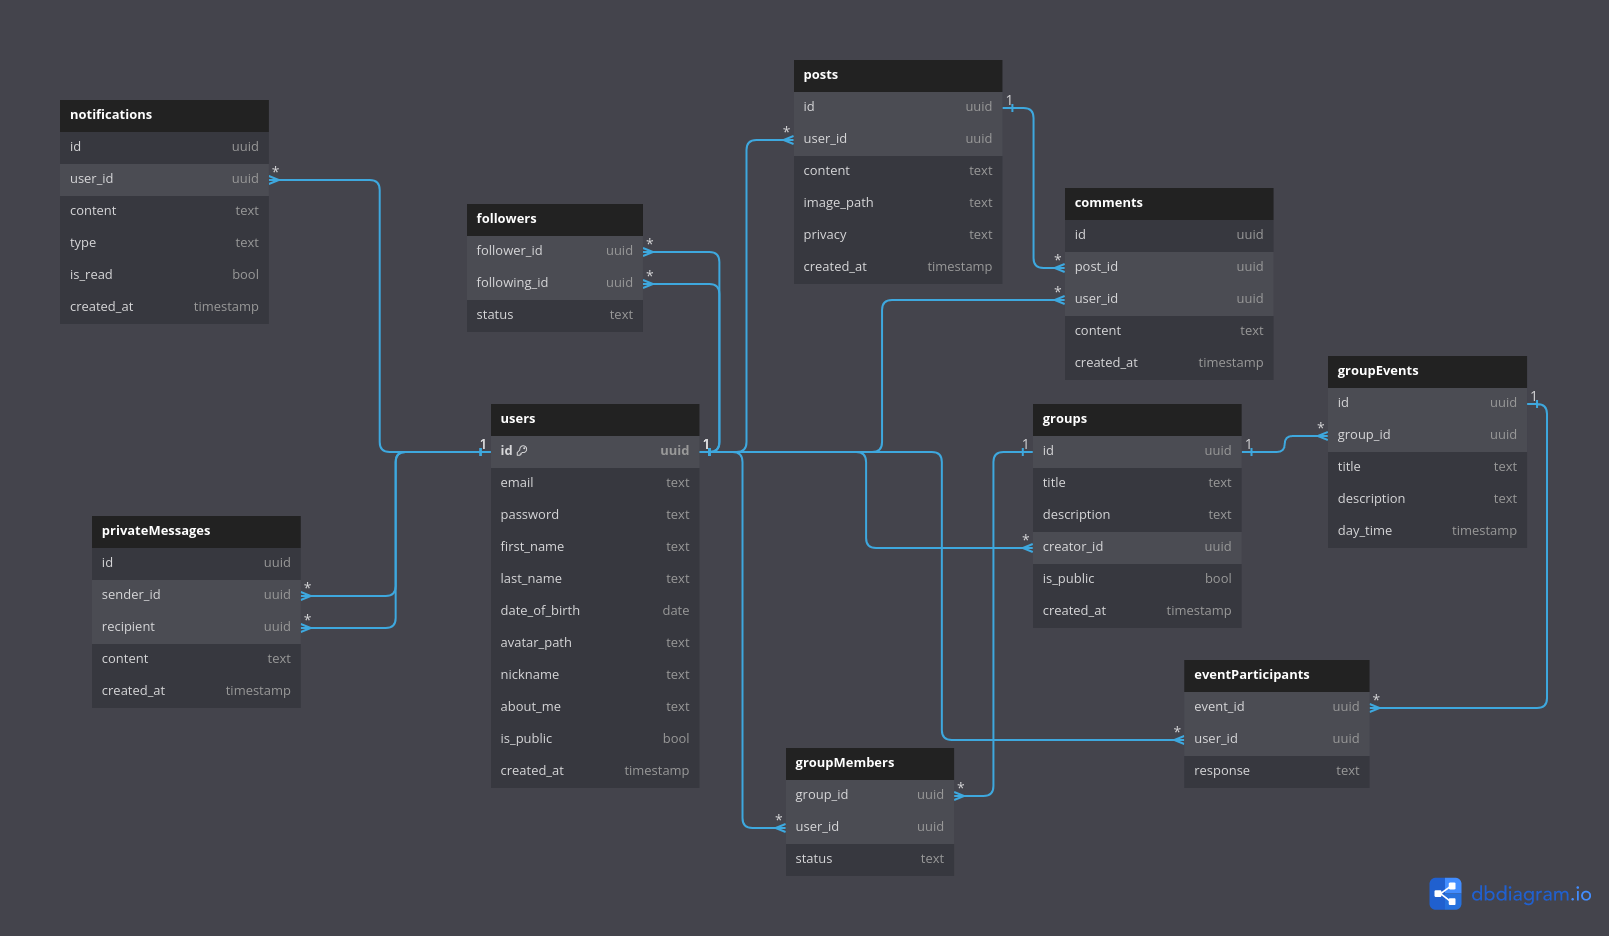 notifications
id uuid
* 
user_id uuid
content text
type text
is_read bool
created_at timestamp
followers
*
follower_id uuid
*
following_id uuid
status text
posts
1
id uuid
*
user_id uuid
content text
image_path text
privacy text
created_at timestamp
comments
id uuid
*
post_id uuid
*
user_id uuid
content text
created_at timestamp
users
1 1
id uuid
email text
password text
first_name text
last_name text
date_of_birth date
avatar_path text
nickname text
about_me text
is_public bool
created_at timestamp
groups
1 1
id uuid
title text
description text
*
creator_id uuid
is_public bool
created_at timestamp
groupEvents
1
id uuid
*
group_id uuid
title text
description text
day_time timestamp
privateMessages
id uuid
*
sender_id uuid
*
recipient uuid
content text
created_at timestamp
eventParticipants
*
event_id uuid
*
user_id uuid
response text
groupMembers
*
group_id uuid
*
user_id uuid
status text
dbdiagram.io